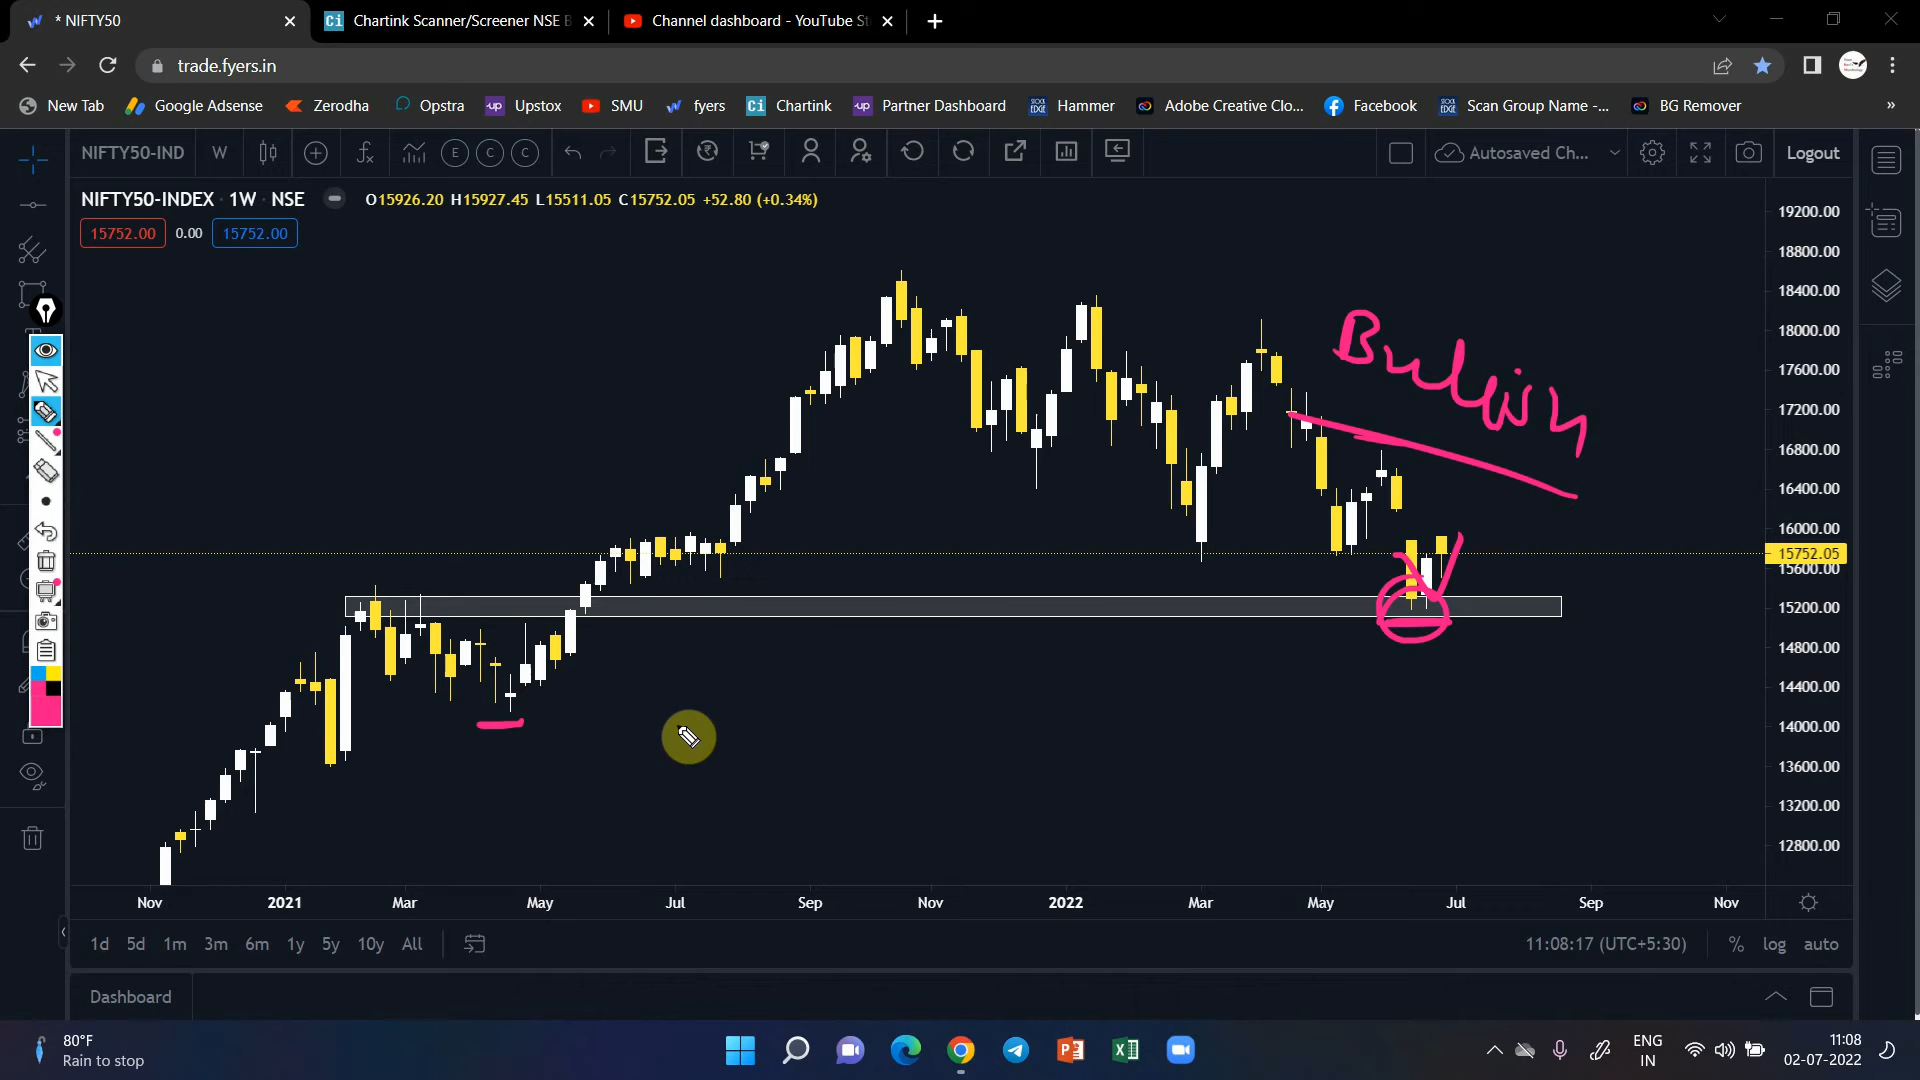 * NIFTY50
Chartink Scanner/Screener NSE B
Channel dashboard - YouTube St
trade.fyers.in
New Tab
Google Adsense
Zerodha
Opstra
Upstox
SMU
fyers
Chartink
Partner Dashboard
Hammer
Adobe Creative Clo...
Facebook
Scan Group Name -...
BG Remover
»
NIFTY50-IND
W
E
C
C
Autosaved Ch...
Logout
NIFTY50-INDEX · 1W · NSE
O15926.20 H15927.45 L15511.05 C15752.05 +52.80 (+0.34%)
15752.00 0.00 15752.00
Bullish
19200.00
18800.00
18400.00
18000.00
17600.00
17200.00
16800.00
16400.00
16000.00
15752.05
15600.00
15200.00
14800.00
14400.00
14000.00
13600.00
13200.00
12800.00
Nov 2021 Mar May Jul Sep Nov 2022 Mar May Jul Sep Nov
1d 5d 1m 3m 6m 1y 5y 10y All
11:08:17 (UTC+5:30) % log auto
Dashboard
80°F
Rain to stop
ENG
IN
11:08
02-07-2022